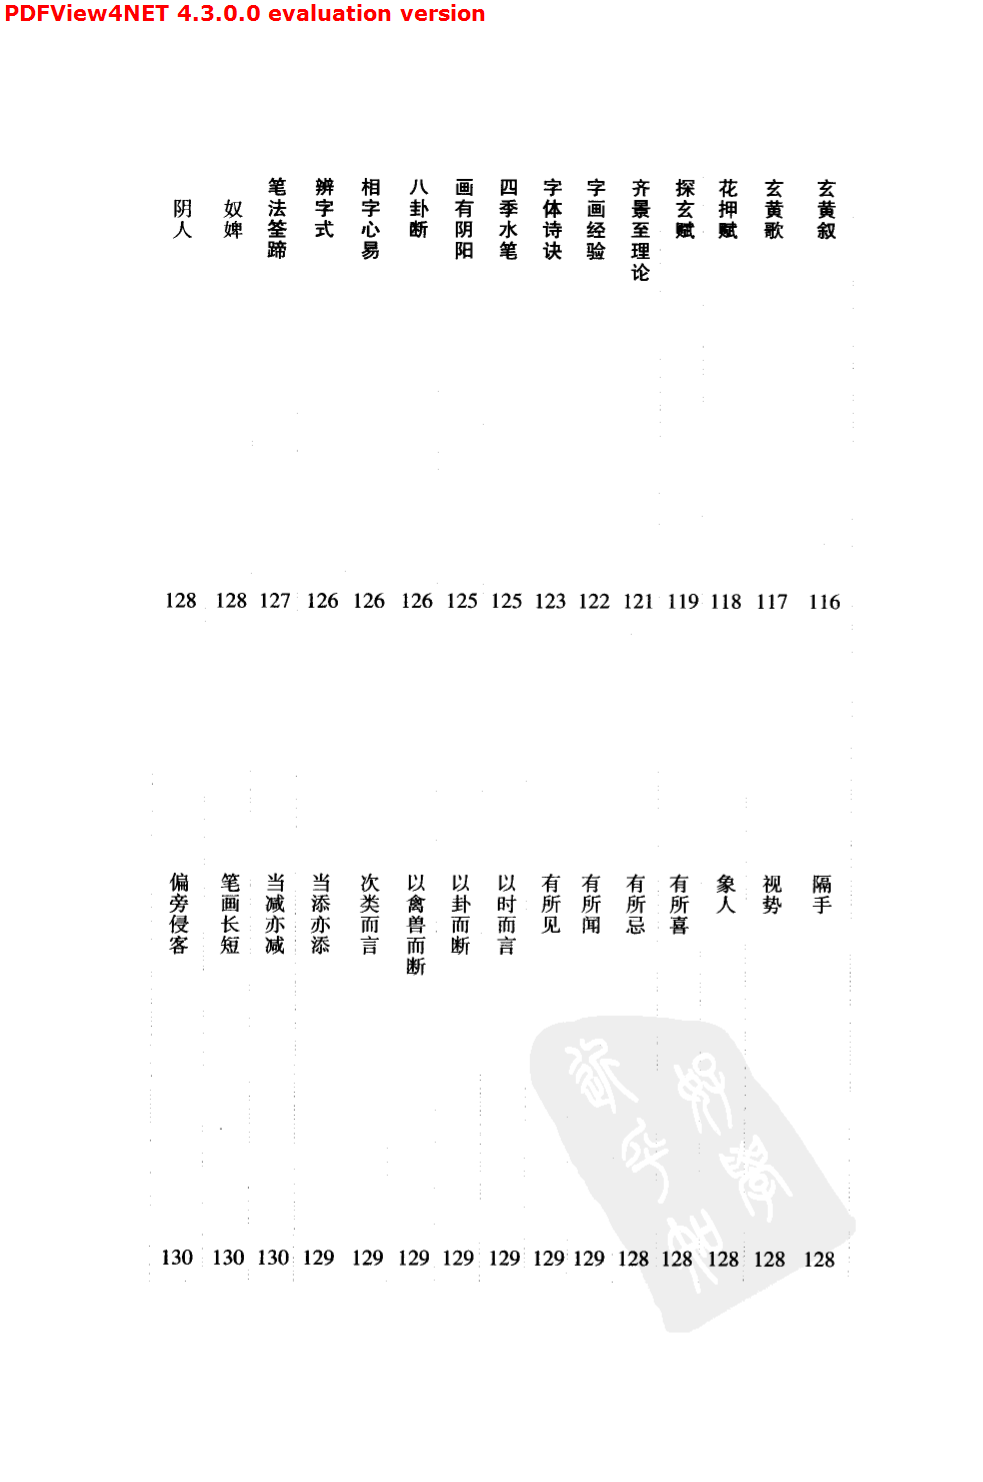 PDFView4NET 4.3.0.0 evaluation version
玄黄叙 116
玄黄歌 117
花押赋 118
探玄赋 119
齐景至理论 121
字画经验 122
字体诗诀 123
四季水笔 125
画有阴阳 125
八卦断 126
相字心易 126
辨字式 126
笔法筌蹄 127
奴婢 128
阴人 128
隔手 128
视势 128
象人 128
有所喜 128
有所忌 128
有所闻 129
有所见 129
以时而言 129
以卦而断 129
以禽兽而断 129
次类而言 129
当添亦添 129
当减亦减 130
笔画长短 130
偏旁侵客 130